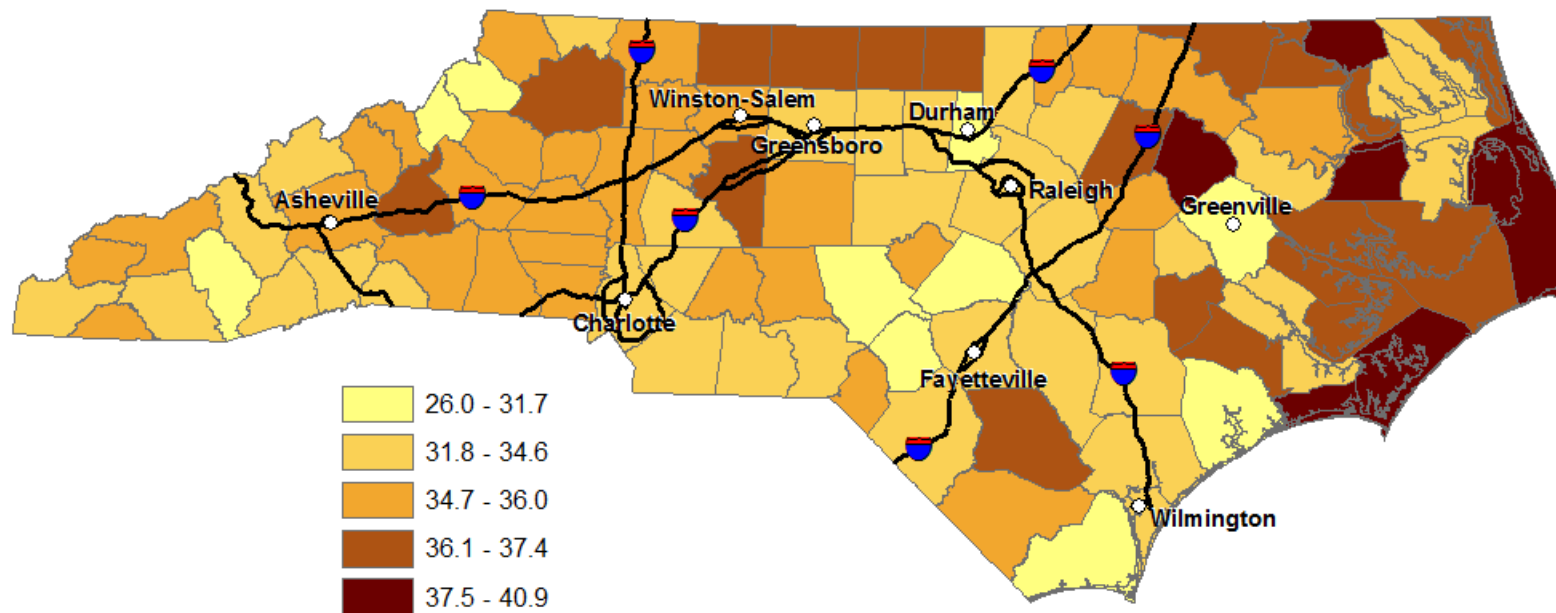 Winston-Salem
Durham
Greensboro
Raleigh
Asheville
Greenville
Charlotte
Fayetteville
Wilmington
26.0 - 31.7
31.8 - 34.6
34.7 - 36.0
36.1 - 37.4
37.5 - 40.9